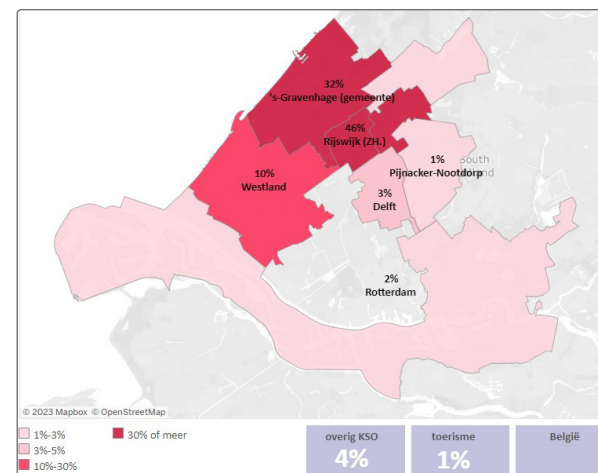 32%
's-Gravenhage (gemeente)
46%
Rijswijk (ZH.)
10%
Westland
1%
South
Pijnacker-Nootdorp
3%
Delft
2%
Rotterdam
© 2023 Mapbox © OpenStreetMap
1%-3%
30% of meer
3%-5%
10%-30%
overig KSO
4%
toerisme
1%
België